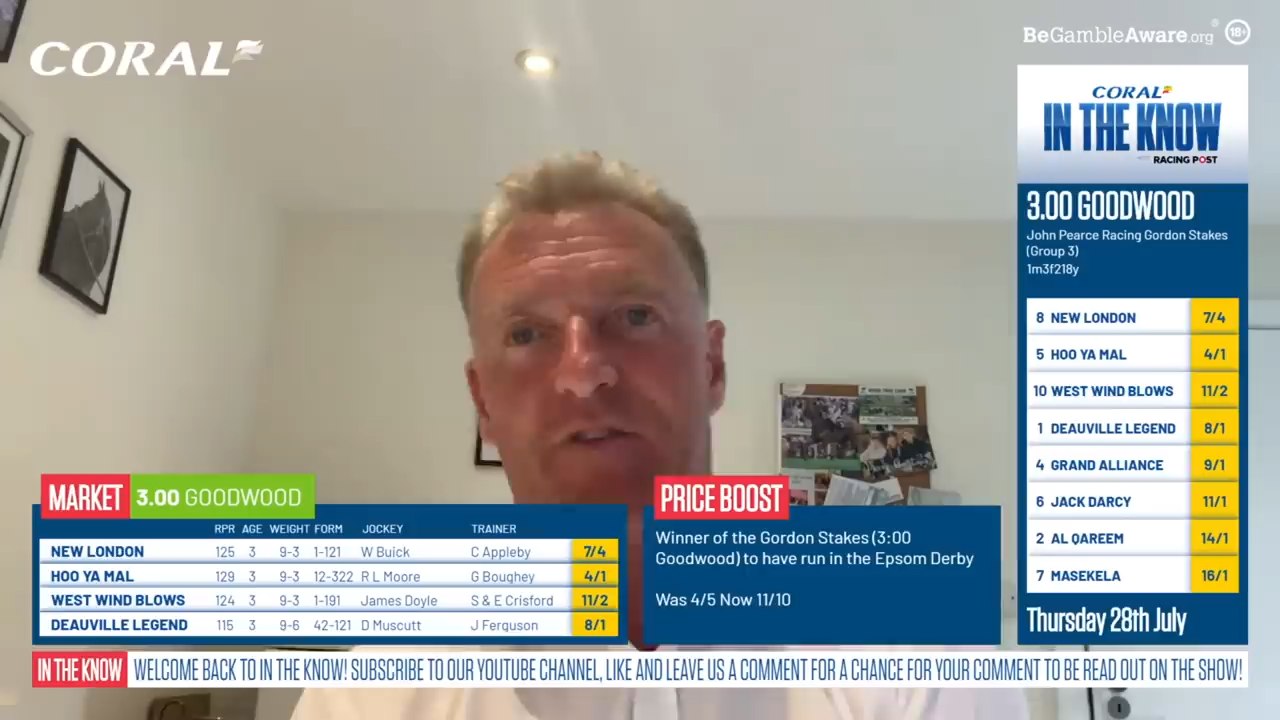 CORAL
BeGambleAware.org® 18+
CORAL
IN THE KNOW
RACING POST
3.00 GOODWOOD
John Pearce Racing Gordon Stakes
(Group 3)
1m3f218y
8 NEW LONDON 7/4
5 HOO YA MAL 4/1
10 WEST WIND BLOWS 11/2
1 DEAUVILLE LEGEND 8/1
4 GRAND ALLIANCE 9/1
6 JACK DARCY 11/1
2 AL QAREEM 14/1
7 MASEKELA 16/1
Thursday 28th July
MARKET 3.00 GOODWOOD
RPR AGE WEIGHT FORM JOCKEY TRAINER
NEW LONDON 125 3 9-3 1-121 W Buick C Appleby 7/4
HOO YA MAL 129 3 9-3 12-322 R L Moore G Boughey 4/1
WEST WIND BLOWS 124 3 9-3 1-191 James Doyle S & E Crisford 11/2
DEAUVILLE LEGEND 115 3 9-6 42-121 D Muscutt J Ferguson 8/1
PRICE BOOST
Winner of the Gordon Stakes (3:00
Goodwood) to have run in the Epsom Derby
Was 4/5 Now 11/10
IN THE KNOW WELCOME BACK TO IN THE KNOW! SUBSCRIBE TO OUR YOUTUBE CHANNEL, LIKE AND LEAVE US A COMMENT FOR A CHANCE FOR YOUR COMMENT TO BE READ OUT ON THE SHOW!